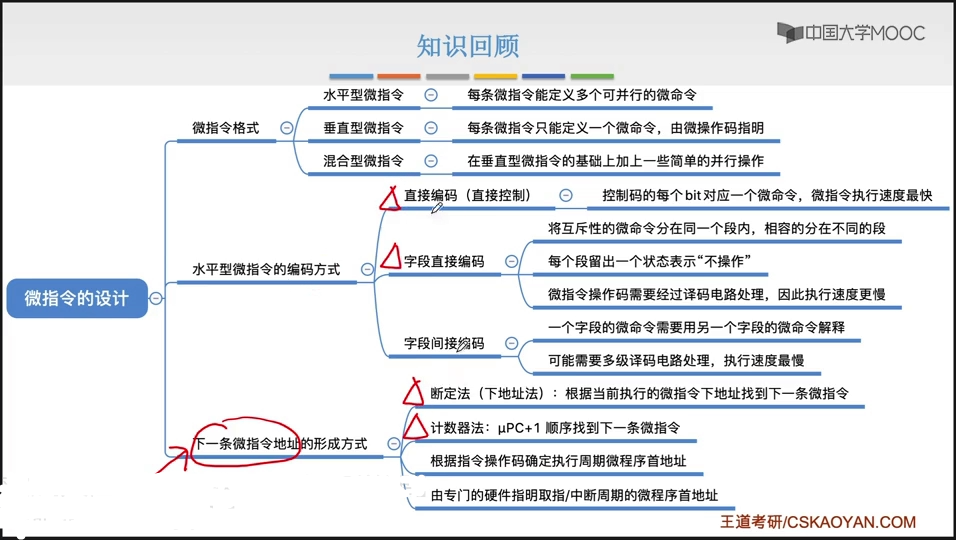 中国大学MOOC
知识回顾
微指令的设计
微指令格式
水平型微指令
每条微指令能定义多个可并行的微命令
垂直型微指令
每条微指令只能定义一个微命令，由微操作码指明
混合型微指令
在垂直型微指令的基础上加上一些简单的并行操作
水平型微指令的编码方式
直接编码（直接控制）
控制码的每个bit对应一个微命令，微指令执行速度最快
字段直接编码
将互斥性的微命令分在同一个段内，相容的分在不同的段
每个段留出一个状态表示“不操作”
微指令操作码需要经过译码电路处理，因此执行速度更慢
字段间接编码
一个字段的微命令需要用另一个字段的微命令解释
可能需要多级译码电路处理，执行速度最慢
下一条微指令地址的形成方式
断定法（下地址法）：根据当前执行的微指令下地址找到下一条微指令
计数器法：μPC+1 顺序找到下一条微指令
根据指令操作码确定执行周期微程序首地址
由专门的硬件指明取指/中断周期的微程序首地址
王道考研/CSKAOYAN.COM